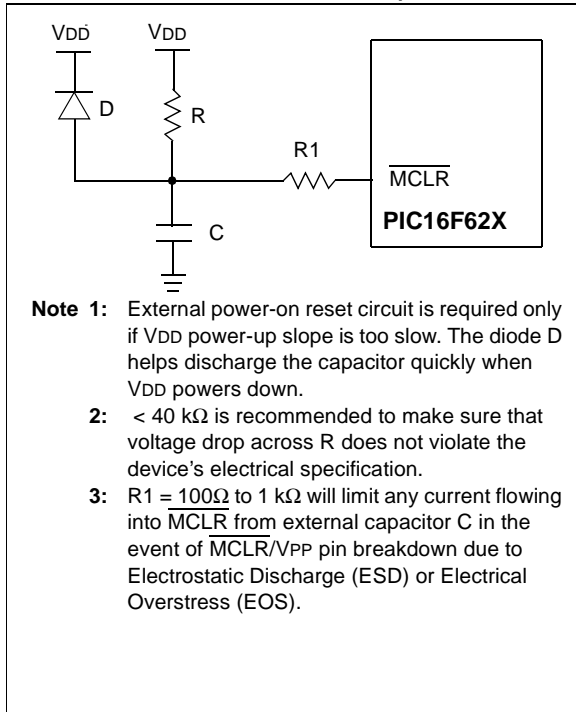 VDD VDD
D
R
R1
MCLR
PIC16F62X
C
Note 1: External power-on reset circuit is required only
if VDD power-up slope is too slow. The diode D
helps discharge the capacitor quickly when
VDD powers down.
2: < 40 kΩ is recommended to make sure that
voltage drop across R does not violate the
device's electrical specification.
3: R1 = 100Ω to 1 kΩ will limit any current flowing
into MCLR from external capacitor C in the
event of MCLR/VPP pin breakdown due to
Electrostatic Discharge (ESD) or Electrical
Overstress (EOS).